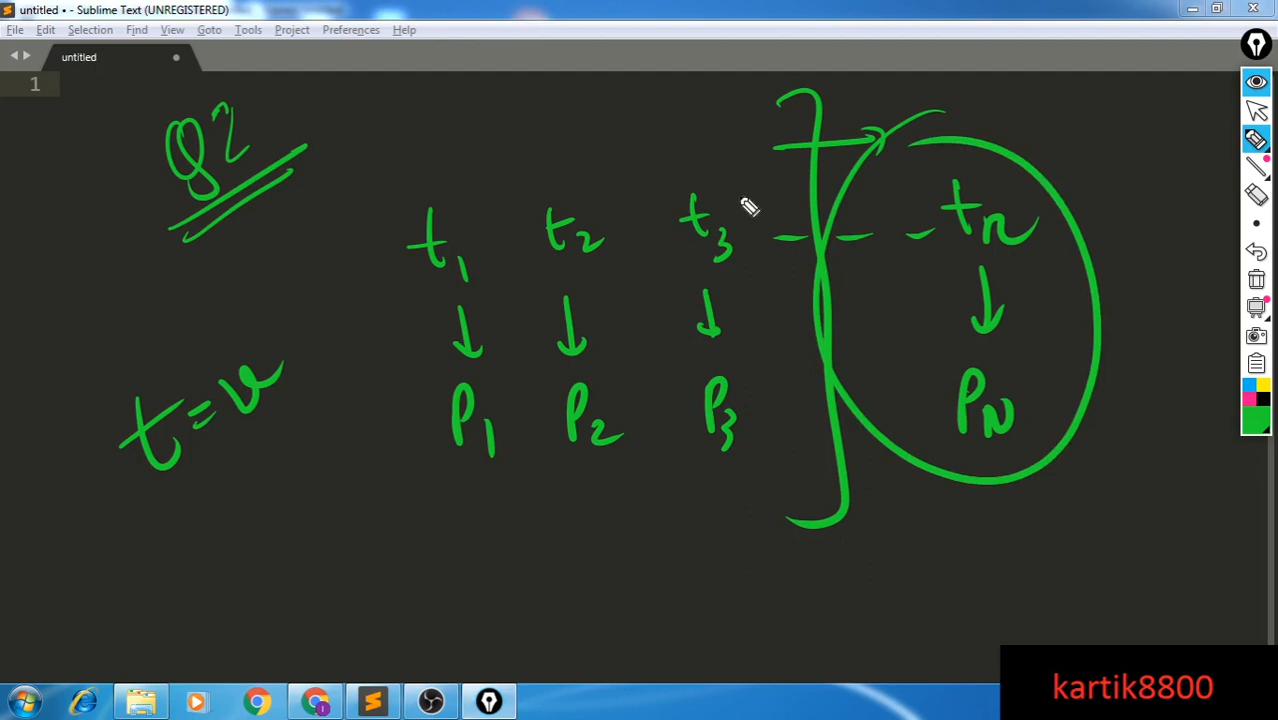 untitled • - Sublime Text (UNREGISTERED)
File Edit Selection Find View Goto Tools Project Preferences Help
untitled
1
Q2
t1 t2 t3 - - - tn
P1 P2 P3 PN
t=v
kartik8800